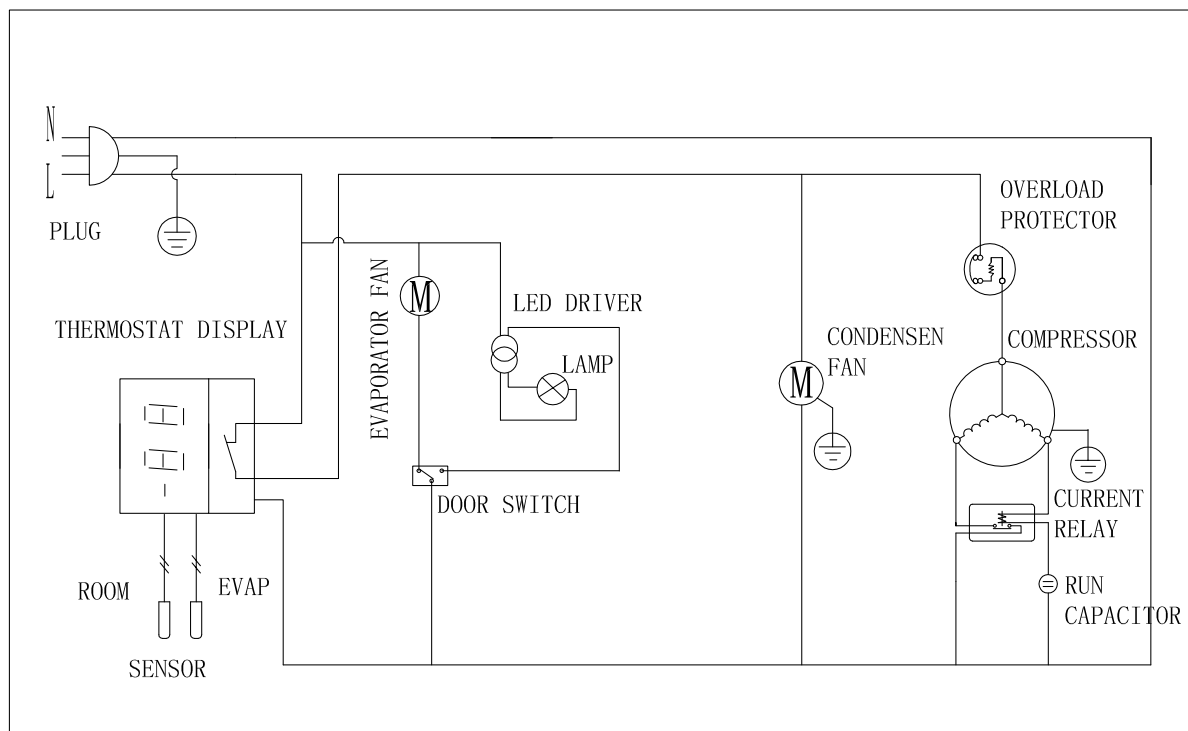 N
L
PLUG
OVERLOAD
PROTECTOR
EVAPORATOR FAN
M
LED DRIVER
THERMOSTAT DISPLAY
LAMP
CONDENSEN
FAN
M
COMPRESSOR
DOOR SWITCH
CURRENT
RELAY
ROOM
EVAP
RUN
CAPACITOR
SENSOR